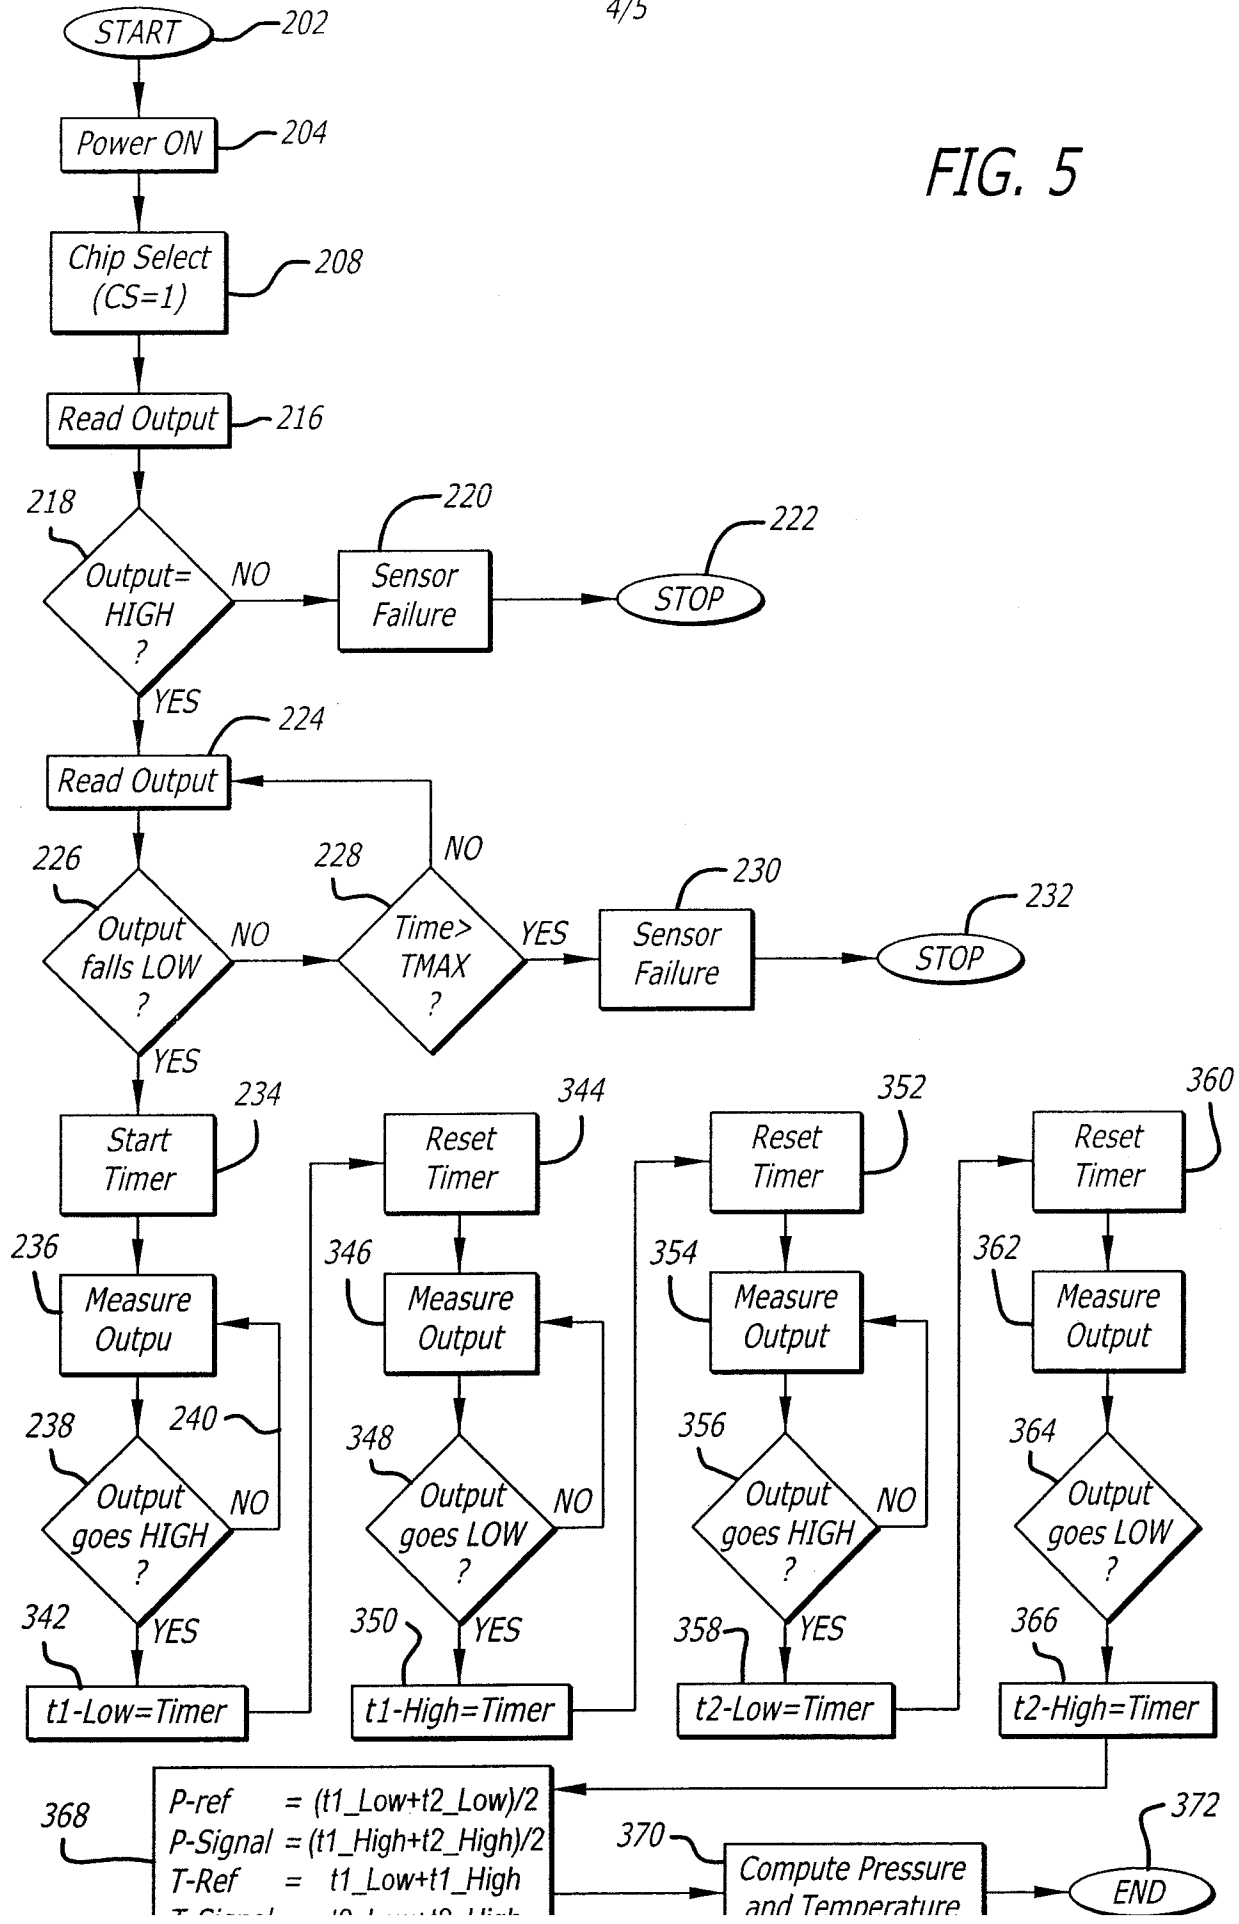 4/5
START
202
Power ON
204
FIG. 5
Chip Select
(CS=1)
208
Read Output
216
218
Output=
HIGH
?
NO
YES
220
Sensor
Failure
222
STOP
224
Read Output
226
Output
falls LOW
?
NO
YES
228
Time>
TMAX
?
NO
YES
230
Sensor
Failure
232
STOP
234
Start
Timer
236
Measure
Outpu
238
Output
goes HIGH
?
NO
240
YES
342
t1-Low=Timer
344
Reset
Timer
346
Measure
Output
348
Output
goes LOW
?
NO
YES
350
t1-High=Timer
352
Reset
Timer
354
Measure
Output
356
Output
goes HIGH
?
NO
YES
358
t2-Low=Timer
360
Reset
Timer
362
Measure
Output
364
Output
goes LOW
?
366
t2-High=Timer
368
P-ref = (t1_Low+t2_Low)/2
P-Signal = (t1_High+t2_High)/2
T-Ref = t1_Low+t1_High
T-Signal = t2_Low+t2_High
370
Compute Pressure
and Temperature
372
END